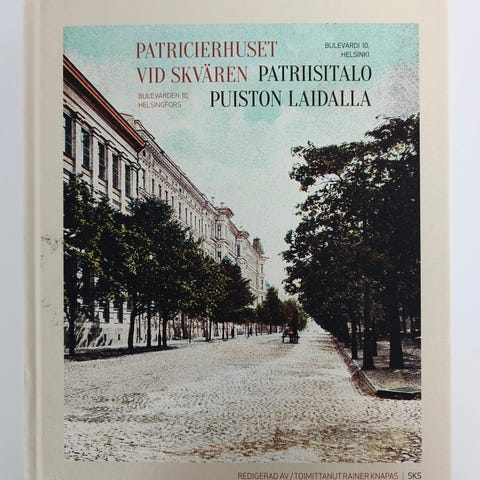 PATRICIERHUSET
VID SKVÄREN
BULEVARDEN 10,
HELSINGFORS
BULEVARDI 10,
HELSINKI
PATRIISITALO
PUISTON LAIDALLA
REDIGERAD AV / TOIMITTANUT RAINER KNAPAS | SKS